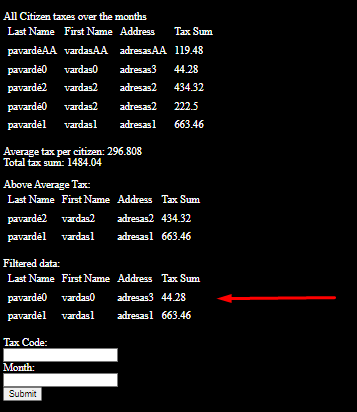 All Citizen taxes over the months
Last Name First Name Address Tax Sum
pavardėAA vardasAA adresasAA 119.48
pavardė0 vardas0 adresas3 44.28
pavardė2 vardas2 adresas2 434.32
pavardė0 vardas2 adresas2 222.5
pavardė1 vardas1 adresas1 663.46
Average tax per citizen: 296.808
Total tax sum: 1484.04
Above Average Tax:
Last Name First Name Address Tax Sum
pavardė2 vardas2 adresas2 434.32
pavardė1 vardas1 adresas1 663.46
Filtered data:
Last Name First Name Address Tax Sum
pavardė0 vardas0 adresas3 44.28
pavardė1 vardas1 adresas1 663.46
Tax Code:
Month:
Submit